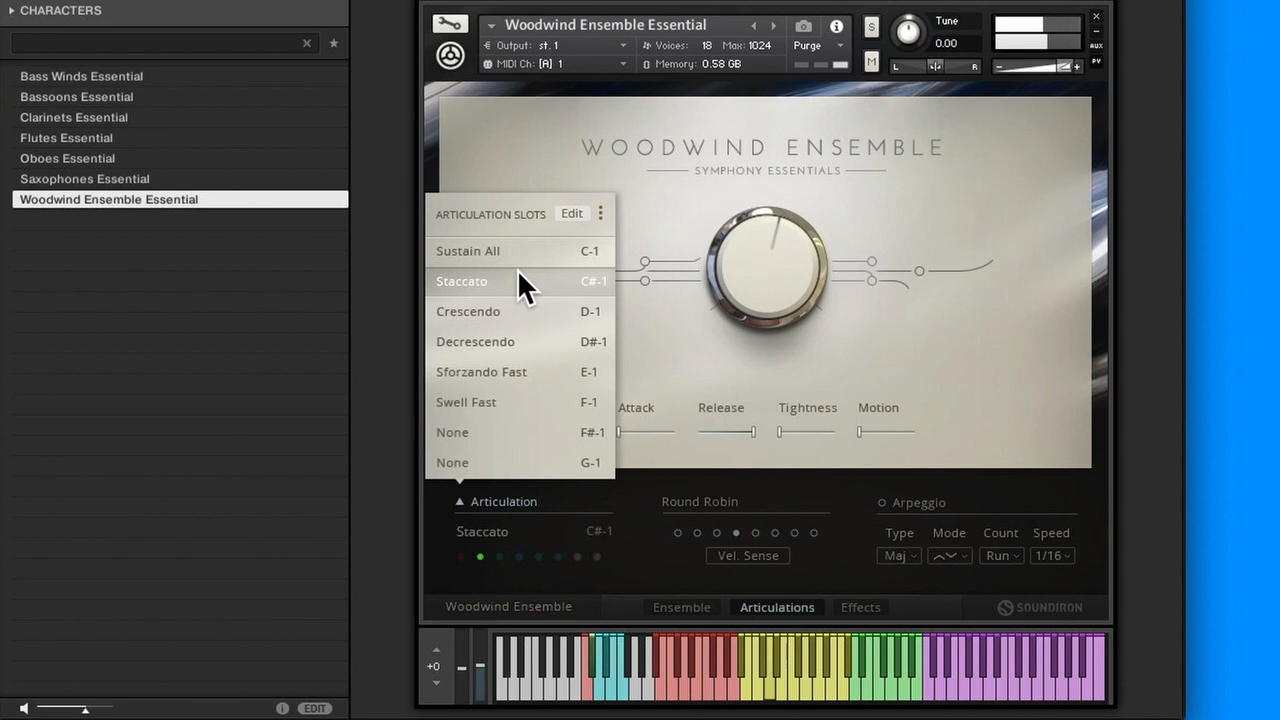 CHARACTERS
Bass Winds Essential
Bassoons Essential
Clarinets Essential
Flutes Essential
Oboes Essential
Saxophones Essential
Woodwind Ensemble Essential
EDIT
Woodwind Ensemble Essential
Output: st. 1 Voices: 18 Max: 1024 Purge
MIDI Ch: [A] 1 Memory: 0.58 GB
S
M
Tune
0.00
L R
AUX
PV
WOODWIND ENSEMBLE
SYMPHONY ESSENTIALS
ARTICULATION SLOTS Edit
Sustain All C-1
Staccato C#-1
Crescendo D-1
Decrescendo D#-1
Sforzando Fast E-1
Swell Fast F-1
None F#-1
None G-1
Attack Release Tightness Motion
Articulation Round Robin Arpeggio
Staccato C#-1
Type Mode Count Speed
Vel. Sense Maj Run 1/16
Woodwind Ensemble Ensemble Articulations Effects SOUNDIRON
+0